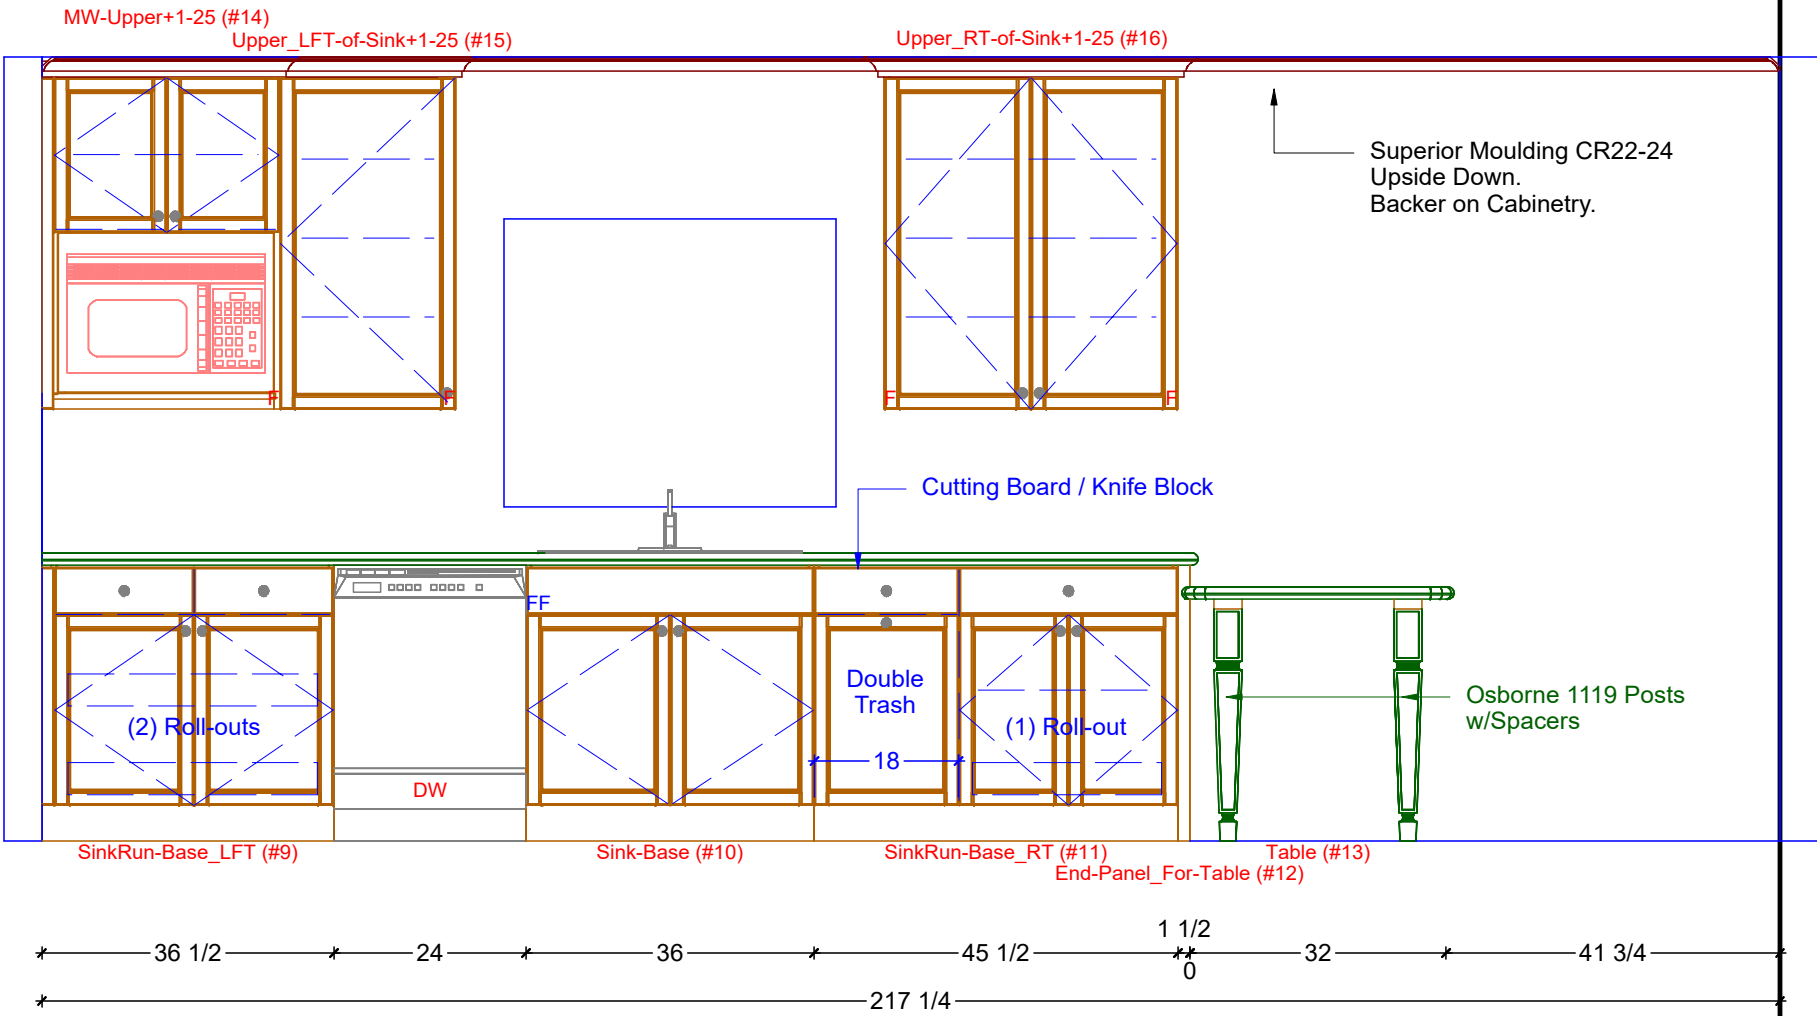 MW-Upper+1-25 (#14)
Upper_LFT-of-Sink+1-25 (#15)
Upper_RT-of-Sink+1-25 (#16)
Superior Moulding CR22-24
Upside Down.
Backer on Cabinetry.
F
F
F
F
Cutting Board / Knife Block
FF
Double
Trash
(2) Roll-outs
(1) Roll-out
18
DW
Osborne 1119 Posts
w/Spacers
SinkRun-Base_LFT (#9)
Sink-Base (#10)
SinkRun-Base_RT (#11)
Table (#13)
End-Panel_For-Table (#12)
36 1/2
24
36
45 1/2
1 1/2
0
32
41 3/4
217 1/4